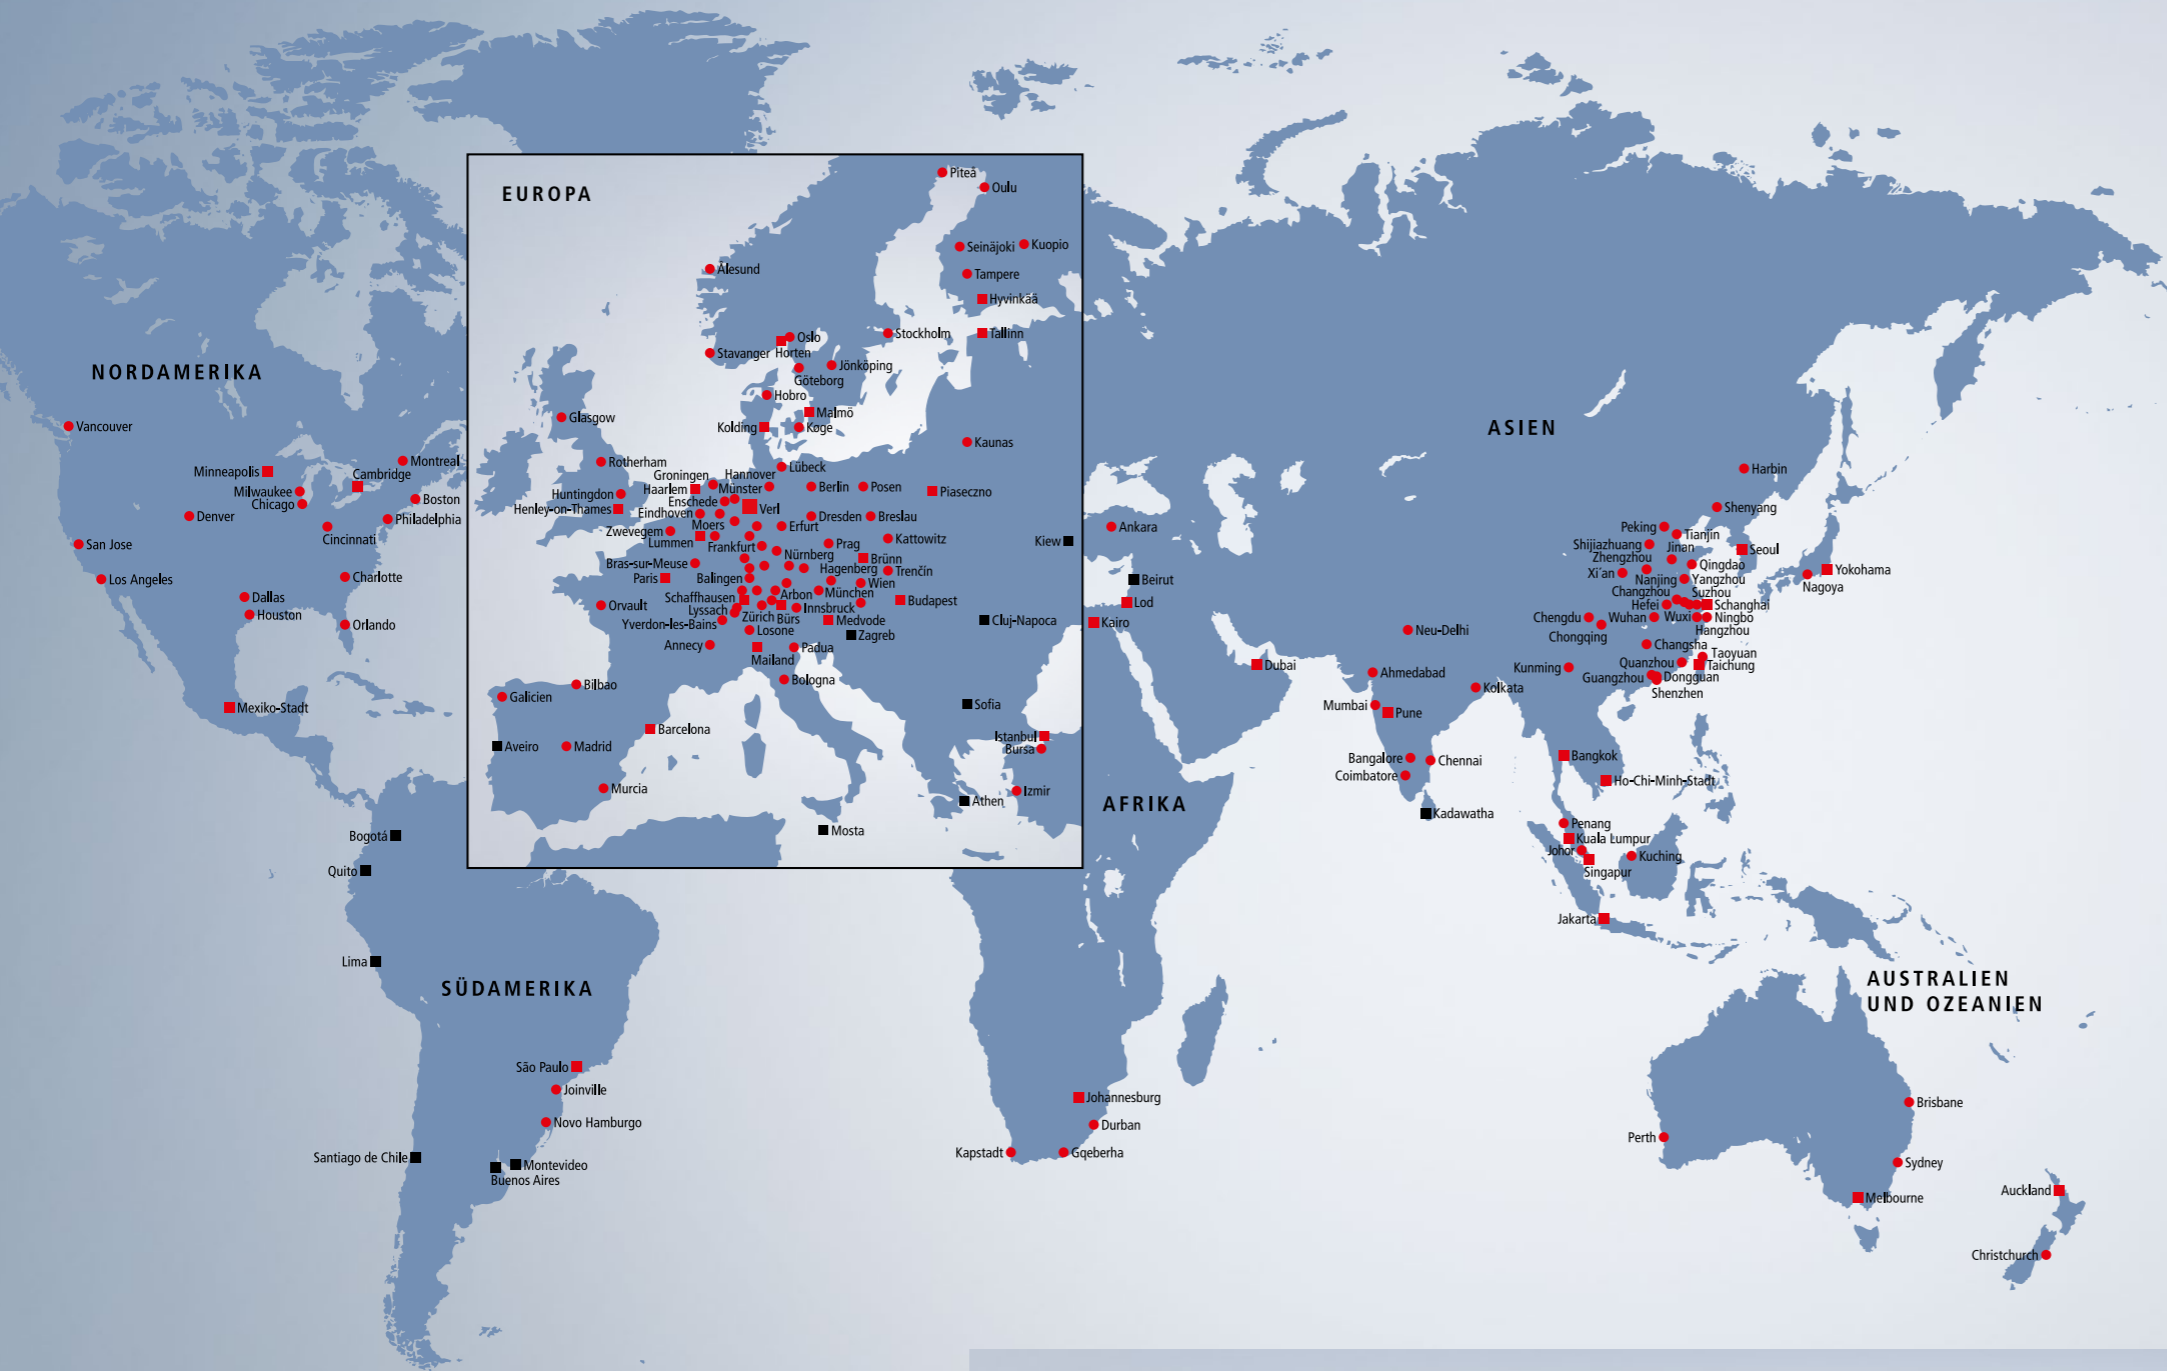 EUROPA
Piteå
Oulu
Seinäjoki
Kuopio
Ålesund
Tampere
Hyvinkää
Oslo
Stockholm
Tallinn
Stavanger
Horten
Jönköping
Göteborg
Hobro
Malmö
Glasgow
Kolding
Køge
Kaunas
Rotherham
Lübeck
Groningen
Hannover
Haarlem
Münster
Berlin
Posen
Piaseczno
Huntingdon
Enschede
Henley-on-Thames
Eindhoven
Verl
Moers
Erfurt
Dresden
Breslau
Zwevegem
Lummen
Frankfurt
Prag
Kattowitz
Kiew
Nürnberg
Brünn
Bras-sur-Meuse
Hagenberg
Trenčín
Paris
Balingen
Wien
Schaffhausen
Arbon
München
Budapest
Orvault
Lyssach
Zürich
Bürs
Innsbruck
Yverdon-les-Bains
Medvode
Cluj-Napoca
Losone
Zagreb
Annecy
Mailand
Padua
Bologna
Bilbao
Galicien
Sofia
Barcelona
Istanbul
Aveiro
Madrid
Bursa
Murcia
Izmir
Athen
Mosta
NORDAMERIKA
Vancouver
Minneapolis
Montreal
Cambridge
Milwaukee
Chicago
Boston
Denver
Philadelphia
Cincinnati
San Jose
Los Angeles
Charlotte
Dallas
Houston
Orlando
Mexiko-Stadt
Bogotá
Quito
Lima
SÜDAMERIKA
São Paulo
Joinville
Novo Hamburgo
Santiago de Chile
Montevideo
Buenos Aires
AFRIKA
Kairo
Johannesburg
Durban
Kapstadt
Gqeberha
ASIEN
Ankara
Beirut
Lod
Dubai
Harbin
Shenyang
Peking
Tianjin
Shijiazhuang
Jinan
Seoul
Zhengzhou
Qingdao
Yokohama
Xi´an
Nanjing
Yangzhou
Nagoya
Changzhou
Suzhou
Hefei
Schanghai
Chengdu
Wuhan
Wuxi
Ningbo
Chongqing
Hangzhou
Neu-Delhi
Changsha
Taoyuan
Ahmedabad
Kunming
Quanzhou
Taichung
Guangzhou
Dongguan
Kolkata
Shenzhen
Mumbai
Pune
Bangalore
Chennai
Bangkok
Coimbatore
Ho-Chi-Minh-Stadt
Kadawatha
Penang
Kuala Lumpur
Johor
Kuching
Singapur
Jakarta
AUSTRALIEN
UND OZEANIEN
Brisbane
Perth
Sydney
Melbourne
Auckland
Christchurch